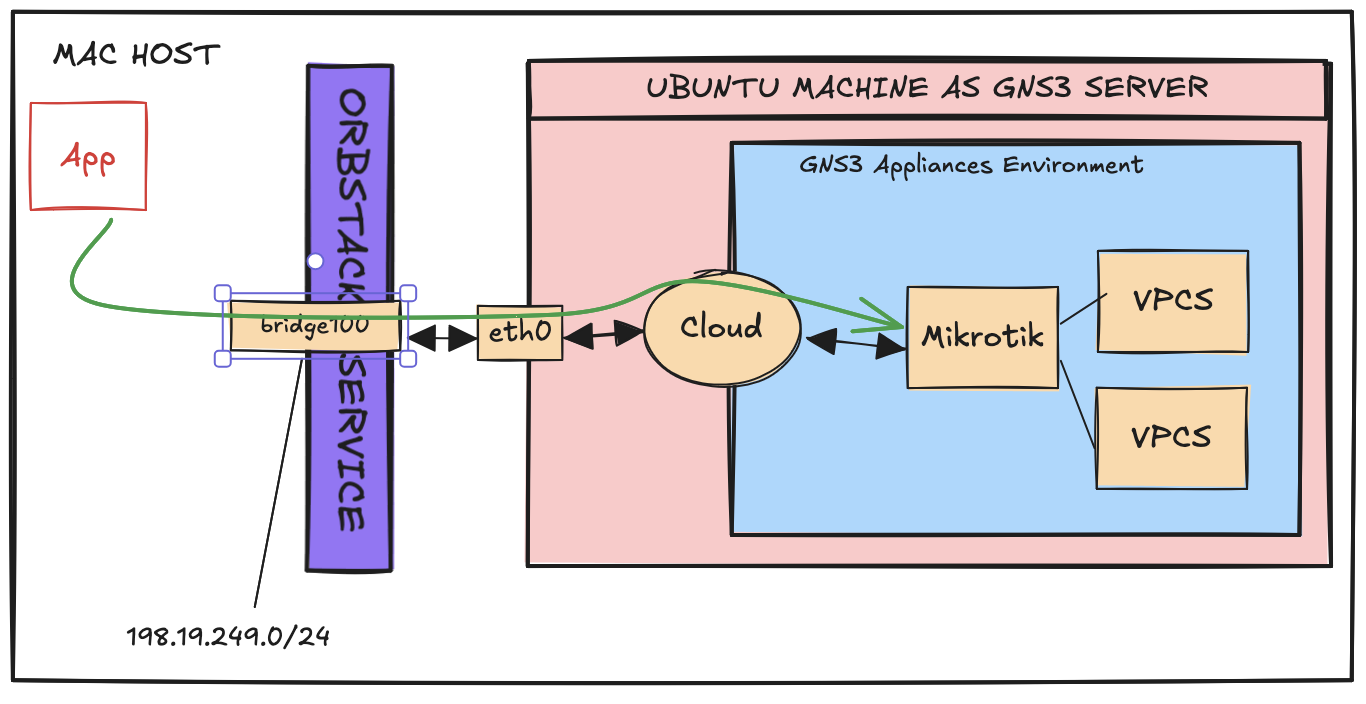 MAC HOST
App
ORBSTACK SERVICE
bridge100
198.19.249.0/24
eth0
UBUNTU MACHINE AS GNS3 SERVER
GNS3 Appliances Environment
Cloud
Mikrotik
VPCS
VPCS